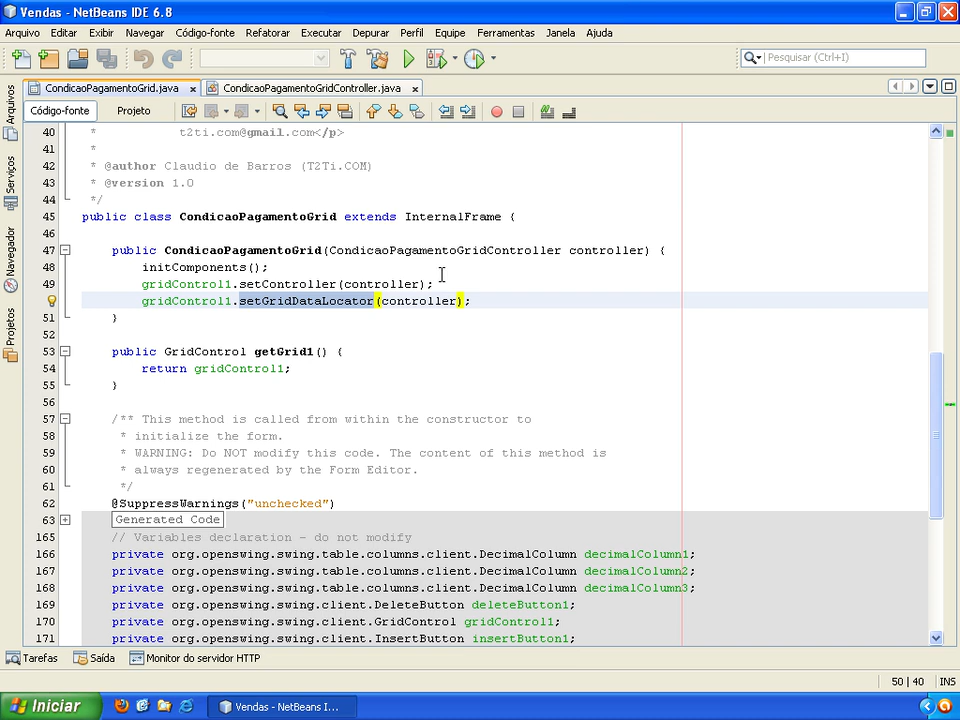 Vendas - NetBeans IDE 6.8
Arquivo Editar Exibir Navegar Código-fonte Refatorar Executar Depurar Perfil Equipe Ferramentas Janela Ajuda
Pesquisar (Ctrl+I)
CondicaoPagamentoGrid.java x CondicaoPagamentoGridController.java x
Código-fonte Projeto
Arquivos
Serviços
Navegador
Projetos
40 * t2ti.com@gmail.com</p>
41 *
42 * @author Claudio de Barros (T2Ti.COM)
43 * @version 1.0
44 */
45 public class CondicaoPagamentoGrid extends InternalFrame {
46
47 public CondicaoPagamentoGrid(CondicaoPagamentoGridController controller) {
48 initComponents();
49 gridControl1.setController(controller);
gridControl1.setGridDataLocator(controller);
51 }
52
53 public GridControl getGrid1() {
54 return gridControl1;
55 }
56
57 /** This method is called from within the constructor to
58 * initialize the form.
59 * WARNING: Do NOT modify this code. The content of this method is
60 * always regenerated by the Form Editor.
61 */
62 @SuppressWarnings("unchecked")
63 Generated Code
165 // Variables declaration - do not modify
166 private org.openswing.swing.table.columns.client.DecimalColumn decimalColumn1;
167 private org.openswing.swing.table.columns.client.DecimalColumn decimalColumn2;
168 private org.openswing.swing.table.columns.client.DecimalColumn decimalColumn3;
169 private org.openswing.swing.client.DeleteButton deleteButton1;
170 private org.openswing.swing.client.GridControl gridControl1;
171 private org.openswing.swing.client.InsertButton insertButton1;
Tarefas Saída Monitor do servidor HTTP
50 | 40 INS
Iniciar Vendas - NetBeans I...